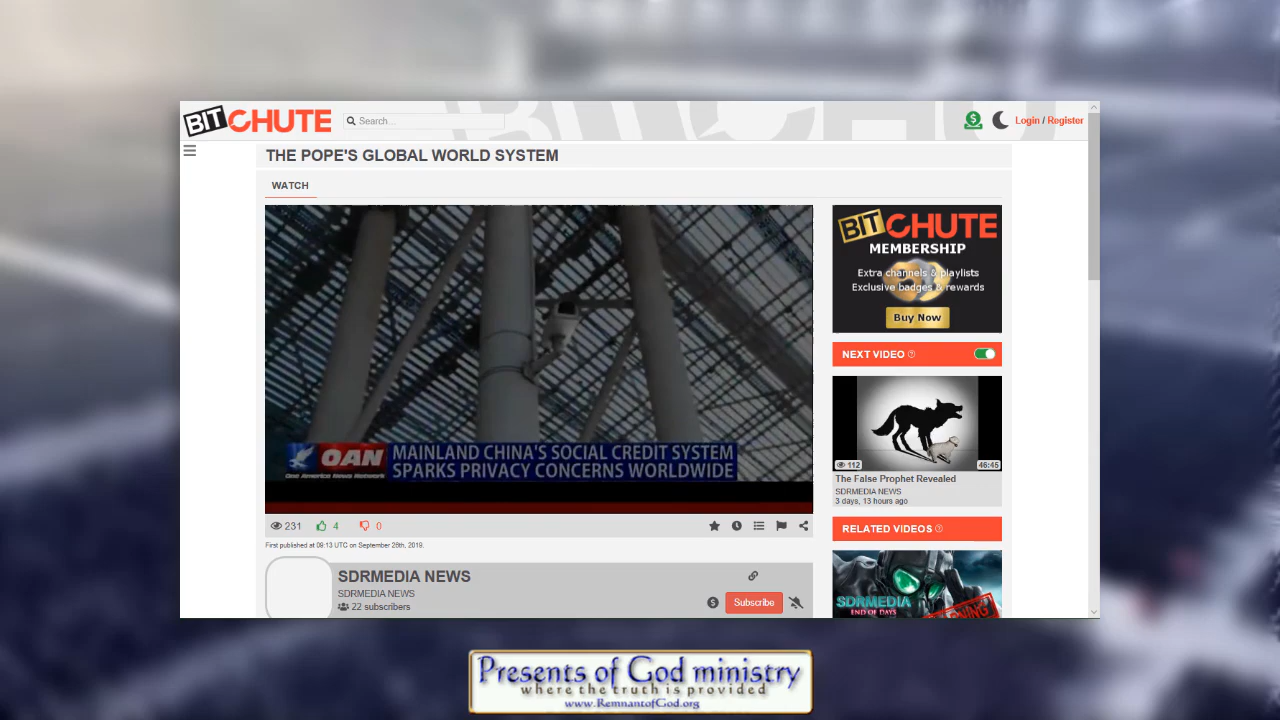 BITCHUTE
Search...
Login / Register
THE POPE'S GLOBAL WORLD SYSTEM
WATCH
OAN
One America News Network
MAINLAND CHINA'S SOCIAL CREDIT SYSTEM
SPARKS PRIVACY CONCERNS WORLDWIDE
231
4
0
First published at 09:13 UTC on September 26th, 2019.
SDRMEDIA NEWS
SDRMEDIA NEWS
22 subscribers
Subscribe
BITCHUTE
MEMBERSHIP
Extra channels & playlists
Exclusive badges & rewards
Buy Now
NEXT VIDEO
112
46:45
The False Prophet Revealed
SDRMEDIA NEWS
3 days, 13 hours ago
RELATED VIDEOS
SDRMEDIA
END OF DAYS
Presents of God ministry
where the truth is provided
www.RemnantofGod.org